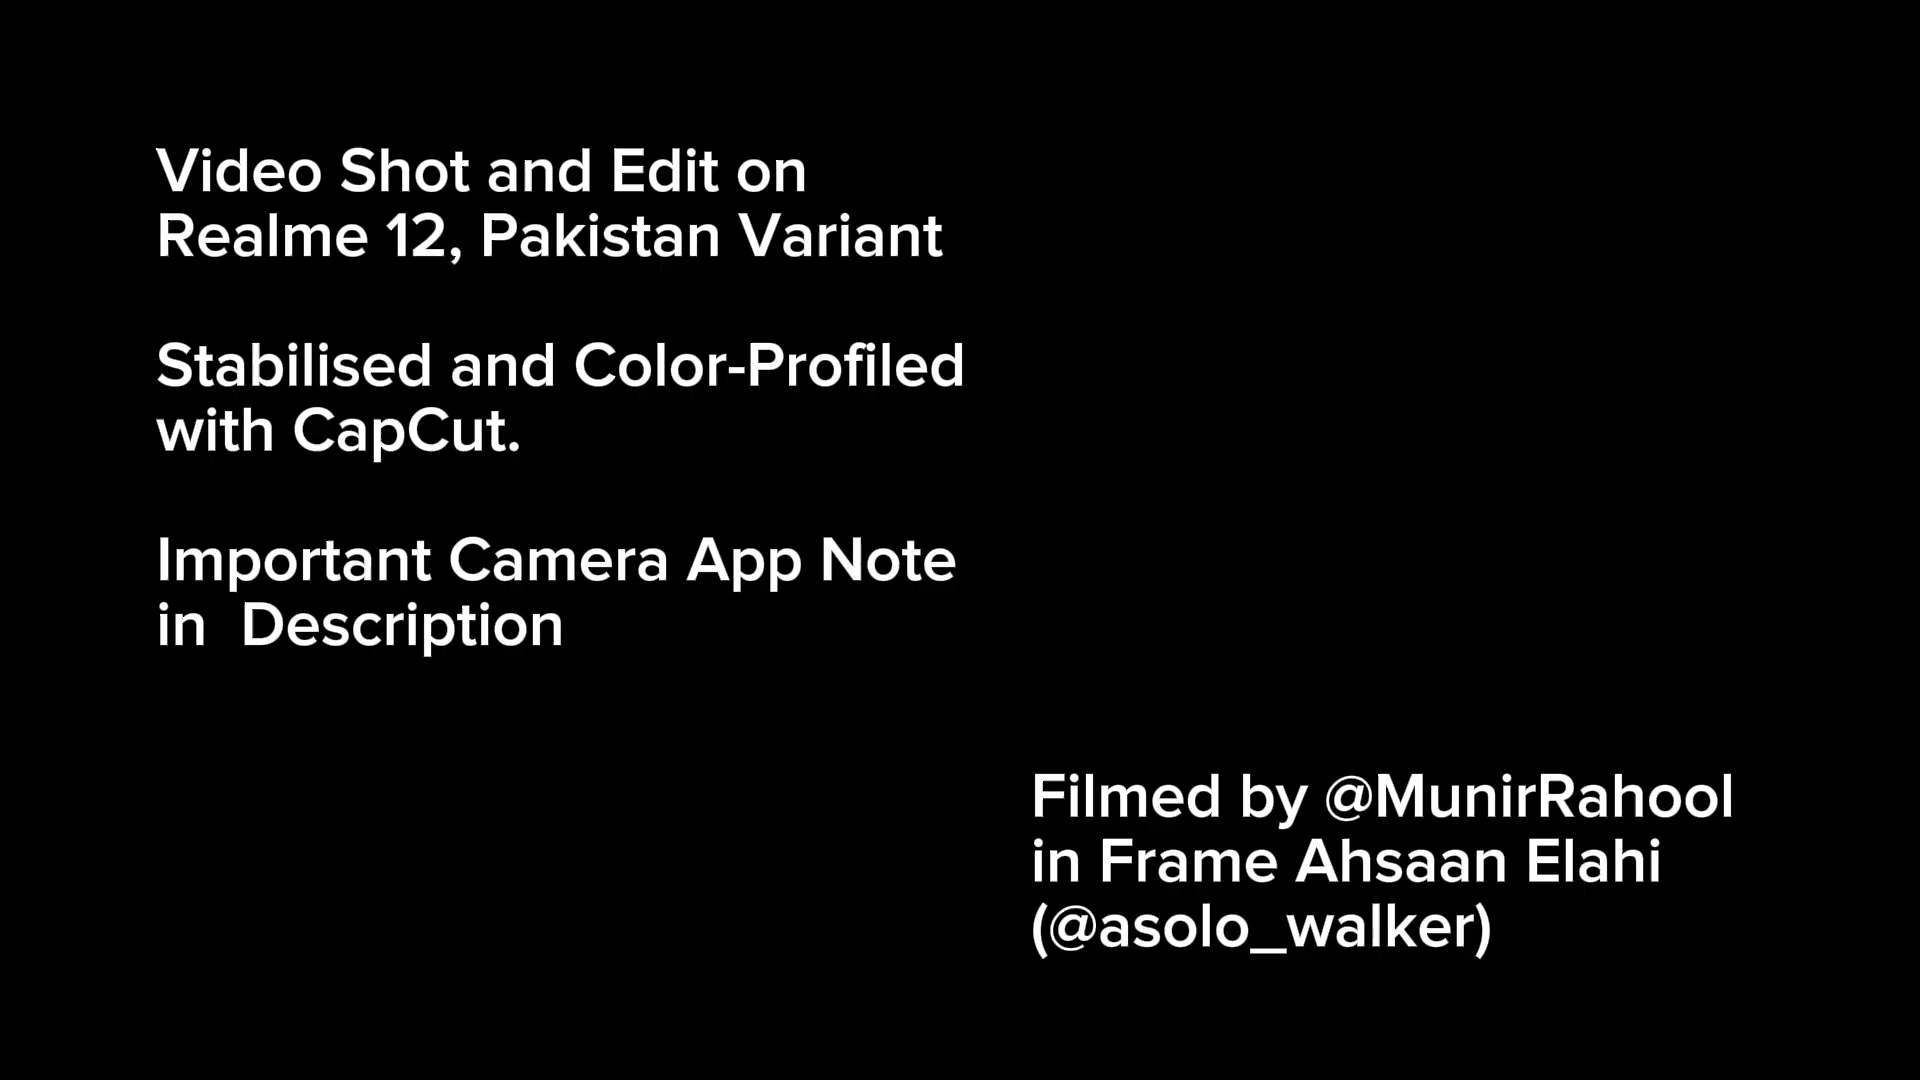 Video Shot and Edit on
Realme 12, Pakistan Variant
Stabilised and Color-Profiled
with CapCut.
Important Camera App Note
in  Description
Filmed by @MunirRahool
in Frame Ahsaan Elahi
(@asolo_walker)